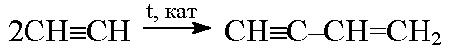 2CH≡CH t, кат → CH≡C–CH=CH₂